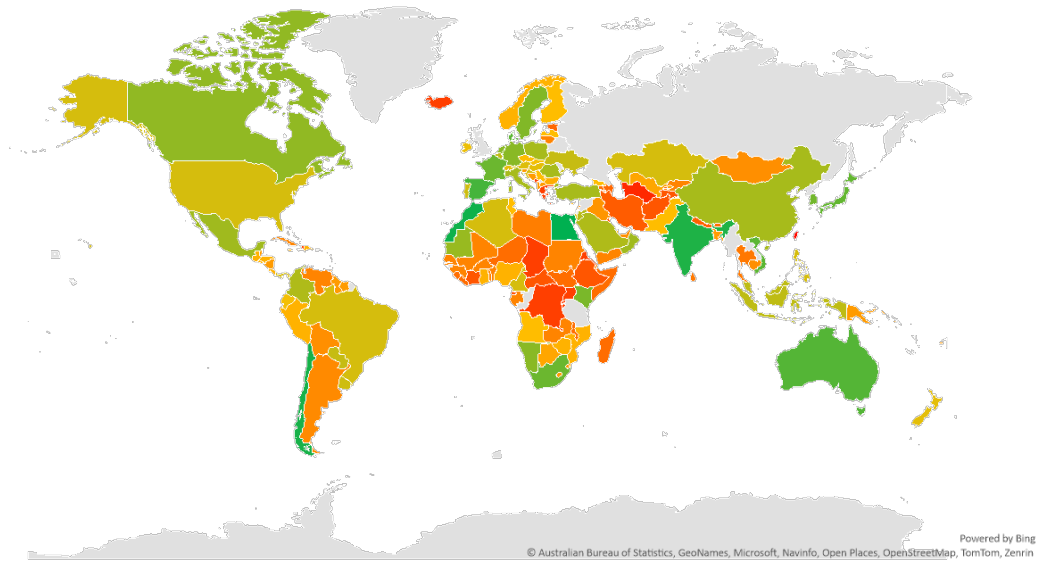 Powered by Bing
© Australian Bureau of Statistics, GeoNames, Microsoft, Navinfo, Open Places, OpenStreetMap, TomTom, Zenrin